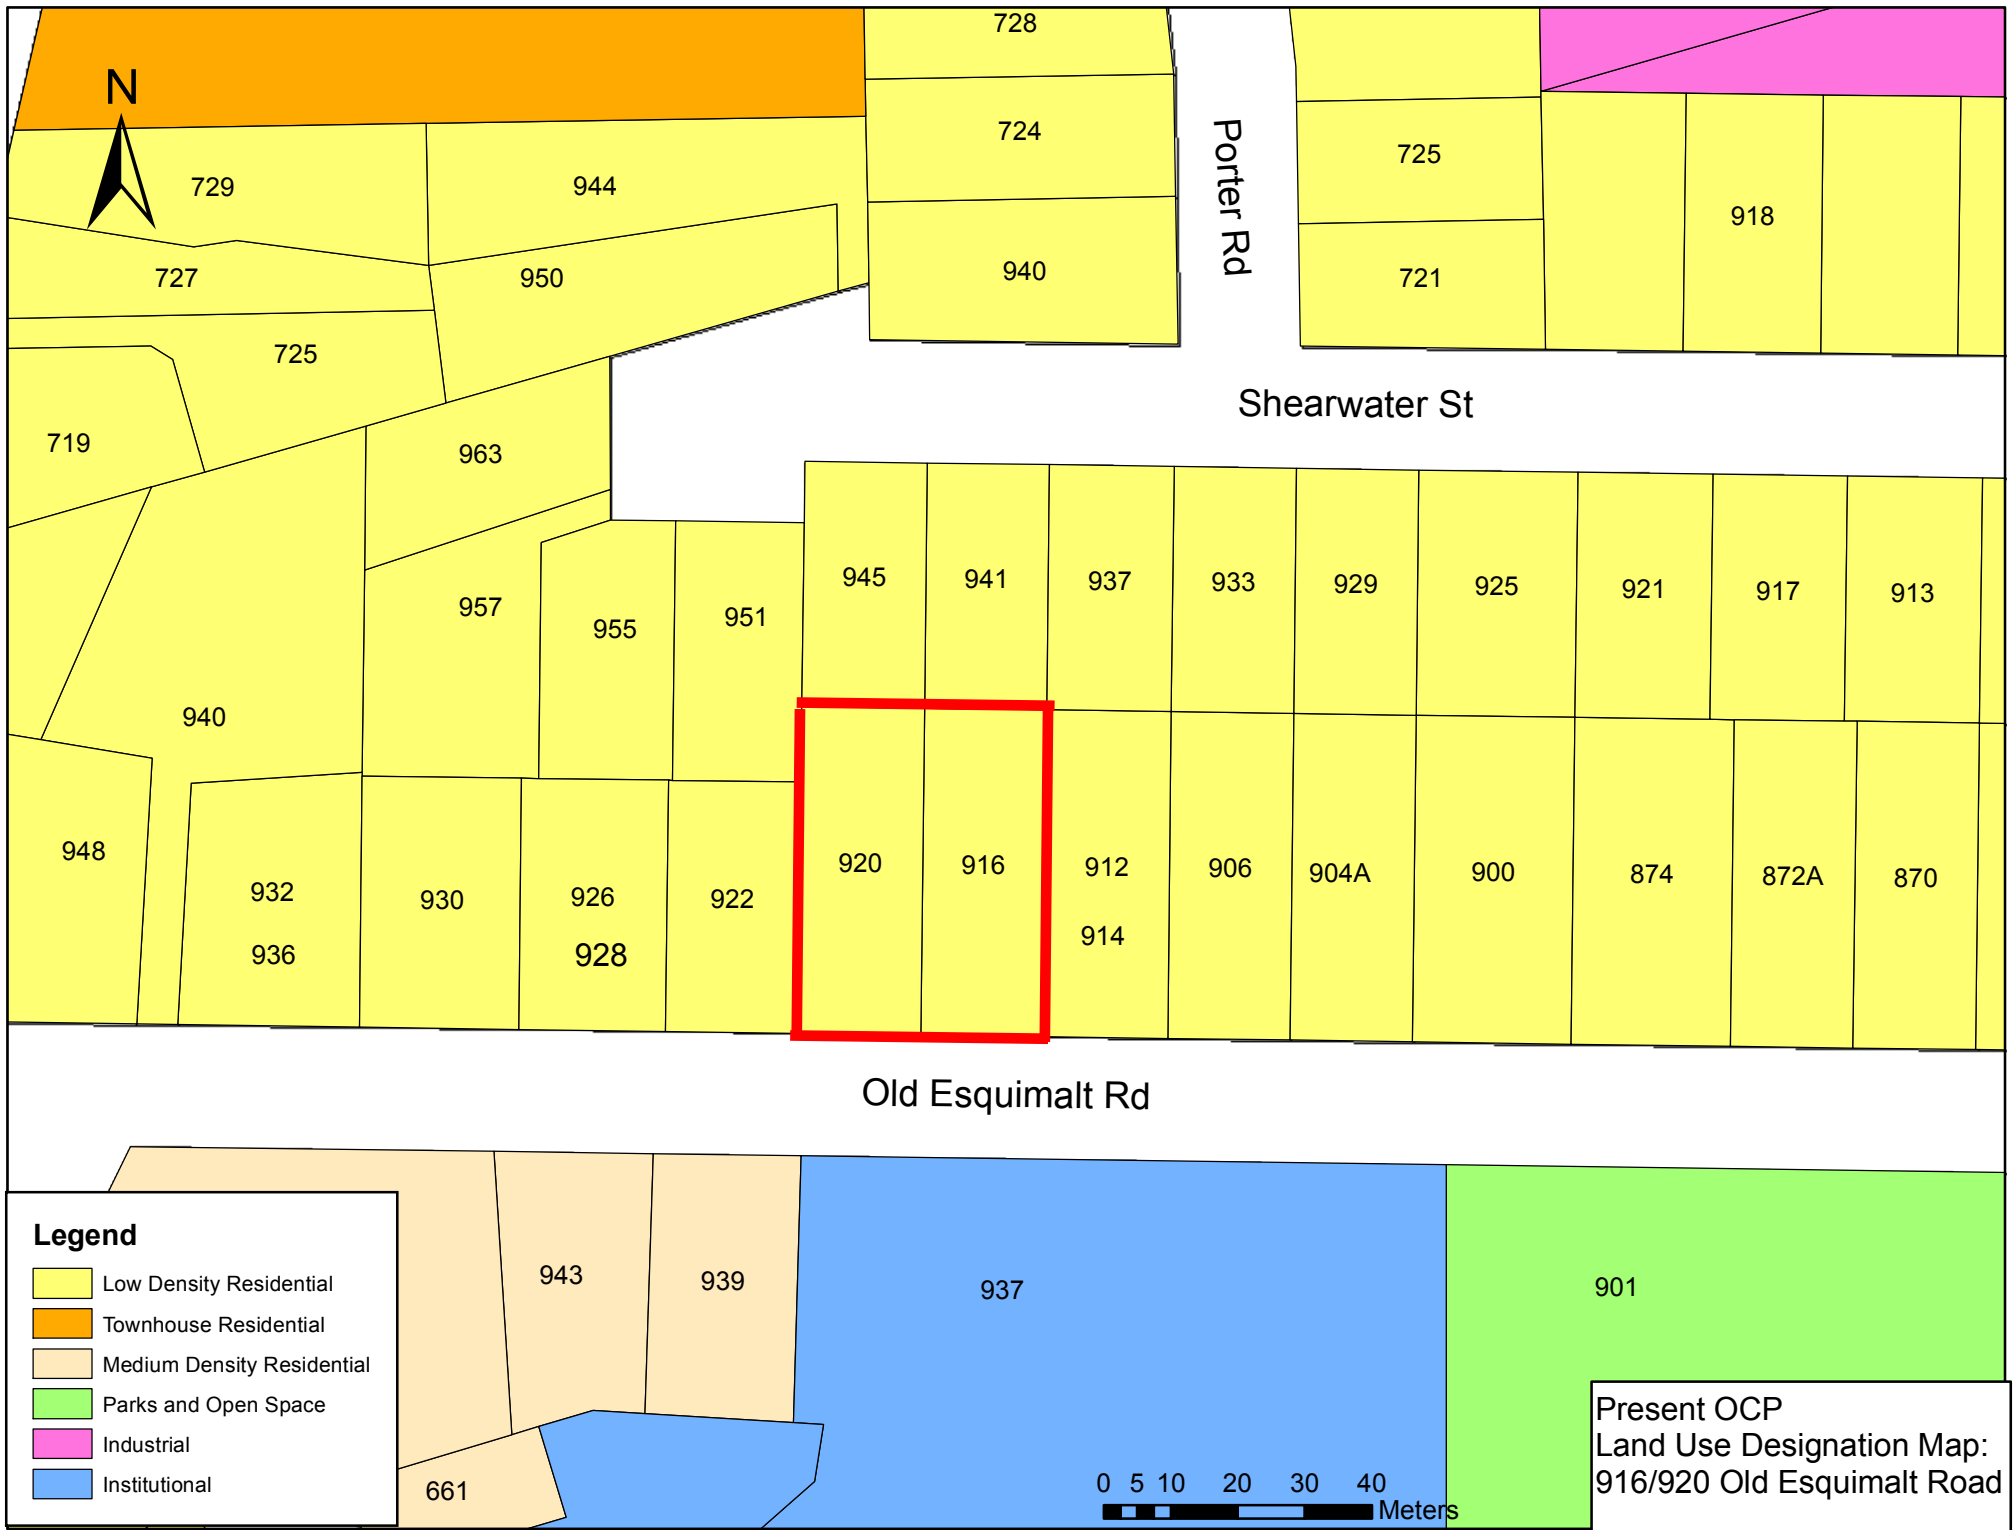 728
N
724
Porter Rd
725
729
944
918
727
950
940
721
725
Shearwater St
719
963
945
941
937
933
929
925
921
917
913
957
955
951
940
948
920
916
912
906
904A
900
874
872A
870
932
930
926
922
936
928
914
Old Esquimalt Rd
943
939
937
901
661
Legend
Low Density Residential
Townhouse Residential
Medium Density Residential
Parks and Open Space
Industrial
Institutional
0 5 10 20 30 40
Meters
Present OCP
Land Use Designation Map:
916/920 Old Esquimalt Road